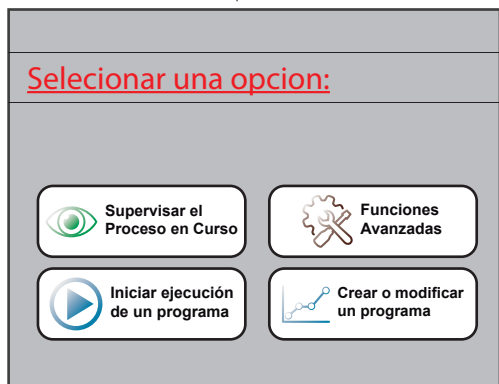 Selecionar una opcion:
Supervisar el
Proceso en Curso
Funciones
Avanzadas
Iniciar ejecución
de un programa
Crear o modificar
un programa